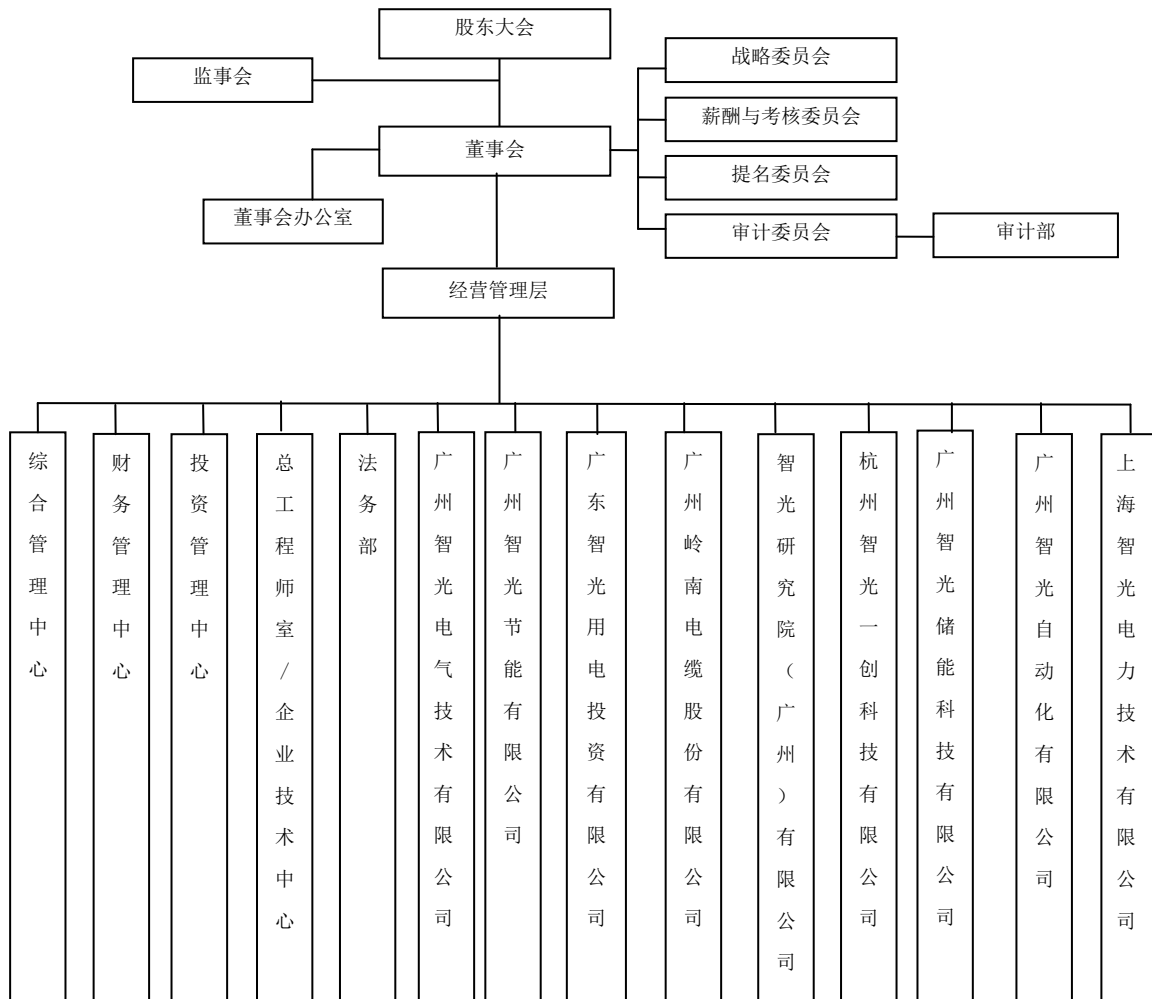 股东大会
监事会
战略委员会
薪酬与考核委员会
董事会
提名委员会
董事会办公室
审计委员会
审计部
经营管理层
综合管理中心
财务管理中心
投资管理中心
总工程师室/企业技术中心
法务部
广州智光电气技术有限公司
广州智光节能有限公司
广东智光用电投资有限公司
广州岭南电缆股份有限公司
智光研究院（广州）有限公司
杭州智光一创科技有限公司
广州智光储能科技有限公司
广州智光自动化有限公司
上海智光电力技术有限公司